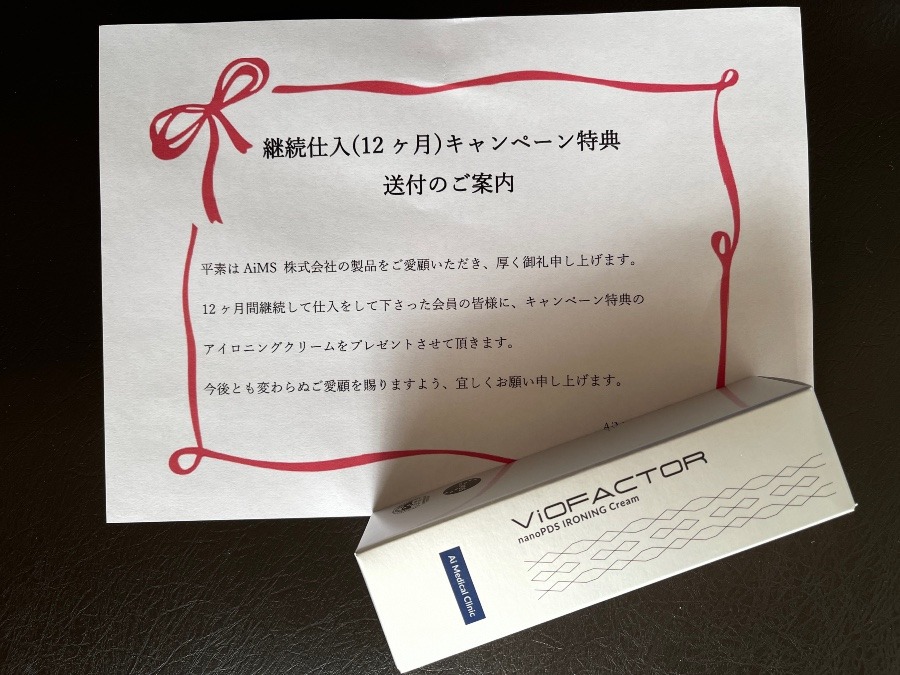 継続仕入(12ヶ月)キャンペーン特典
送付のご案内
平素はAiMS 株式会社の製品をご愛顧いただき、厚く御礼申し上げます。
12ヶ月間継続して仕入をして下さった会員の皆様に、キャンペーン特典の
アイロニングクリームをプレゼントさせて頂きます。
今後とも変わらぬご愛顧を賜りますよう、宜しくお願い申し上げます。
ViOFACTOR
nanoPDS IRONING Cream
Ai Medical Clinic